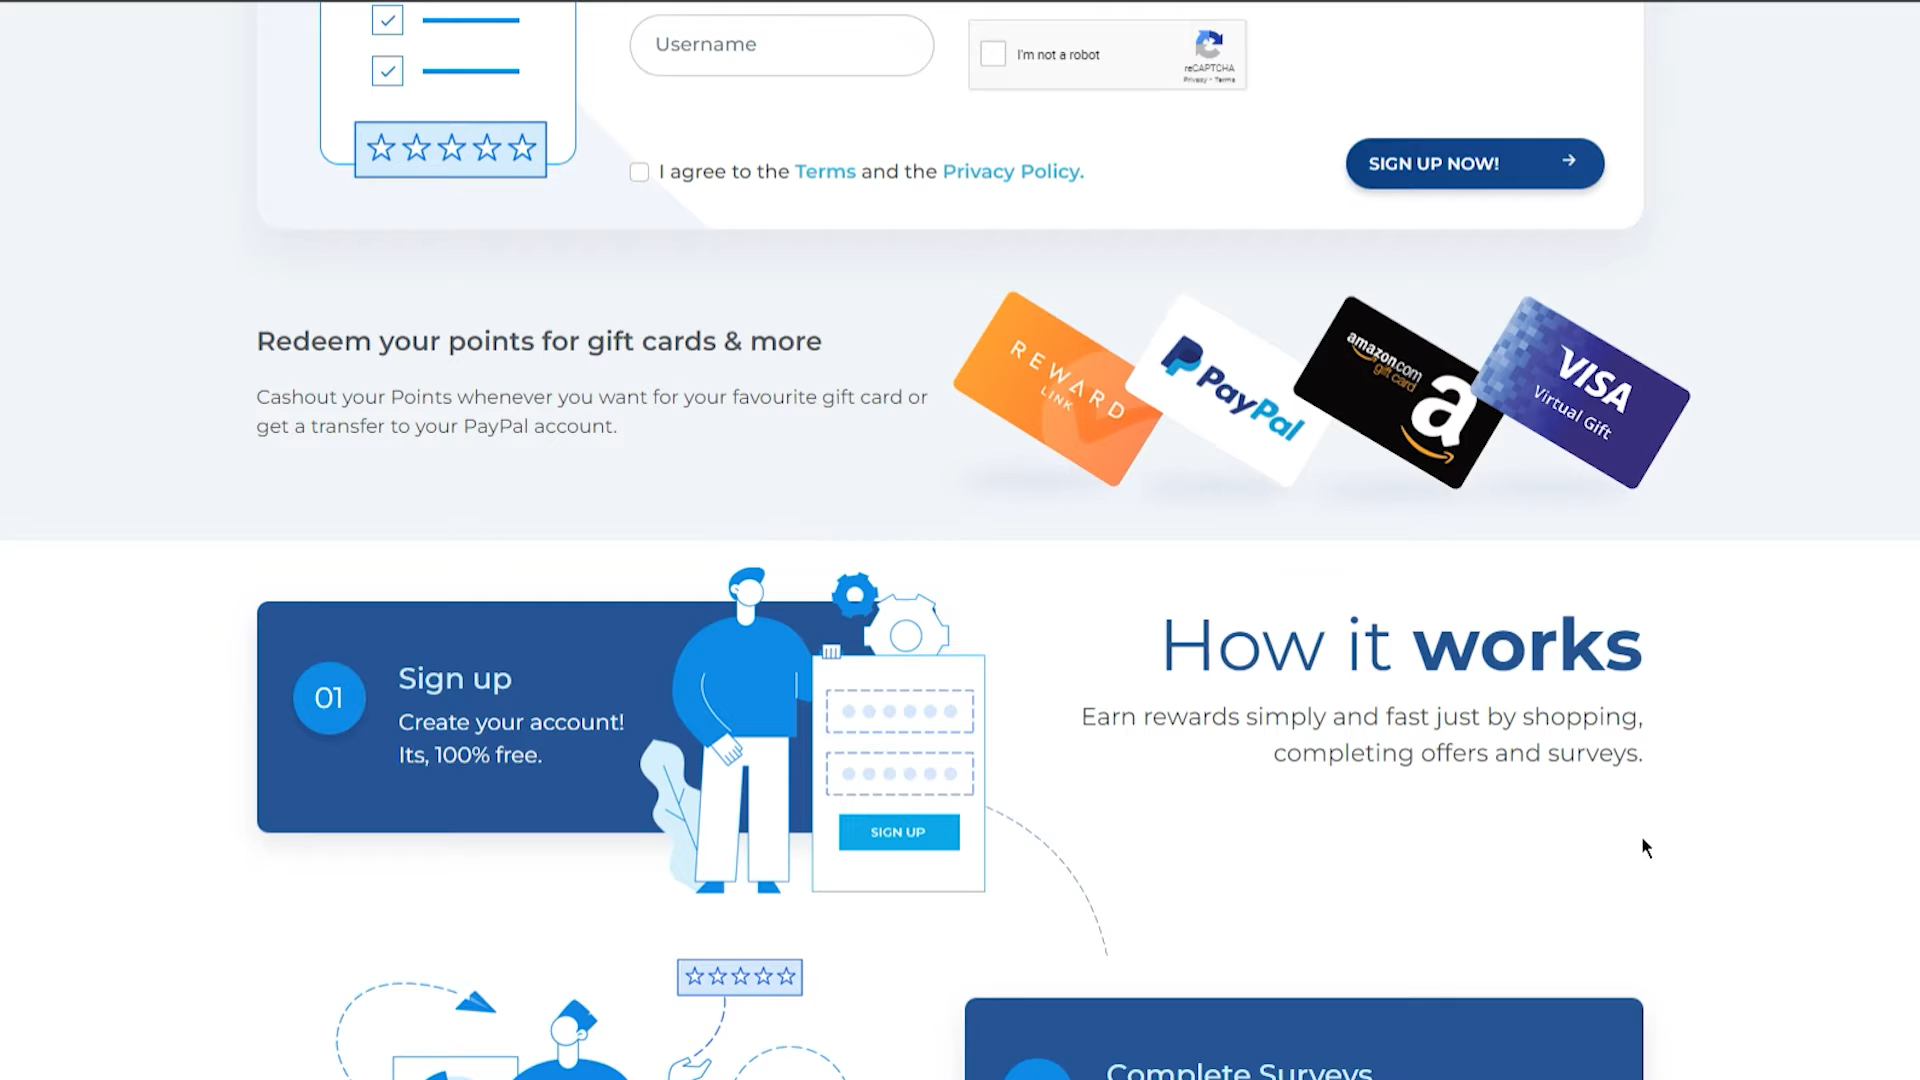 Username
I'm not a robot
reCAPTCHA
Privacy - Terms
I agree to the Terms and the Privacy Policy.
SIGN UP NOW!
Redeem your points for gift cards & more
Cashout your Points whenever you want for your favourite gift card or
get a transfer to your PayPal account.
REWARD
LINK
PayPal
amazon.com
gift card
a
VISA
Virtual Gift
01
Sign up
Create your account!
Its, 100% free.
SIGN UP
How it works
Earn rewards simply and fast just by shopping,
completing offers and surveys.
Complete Surveys